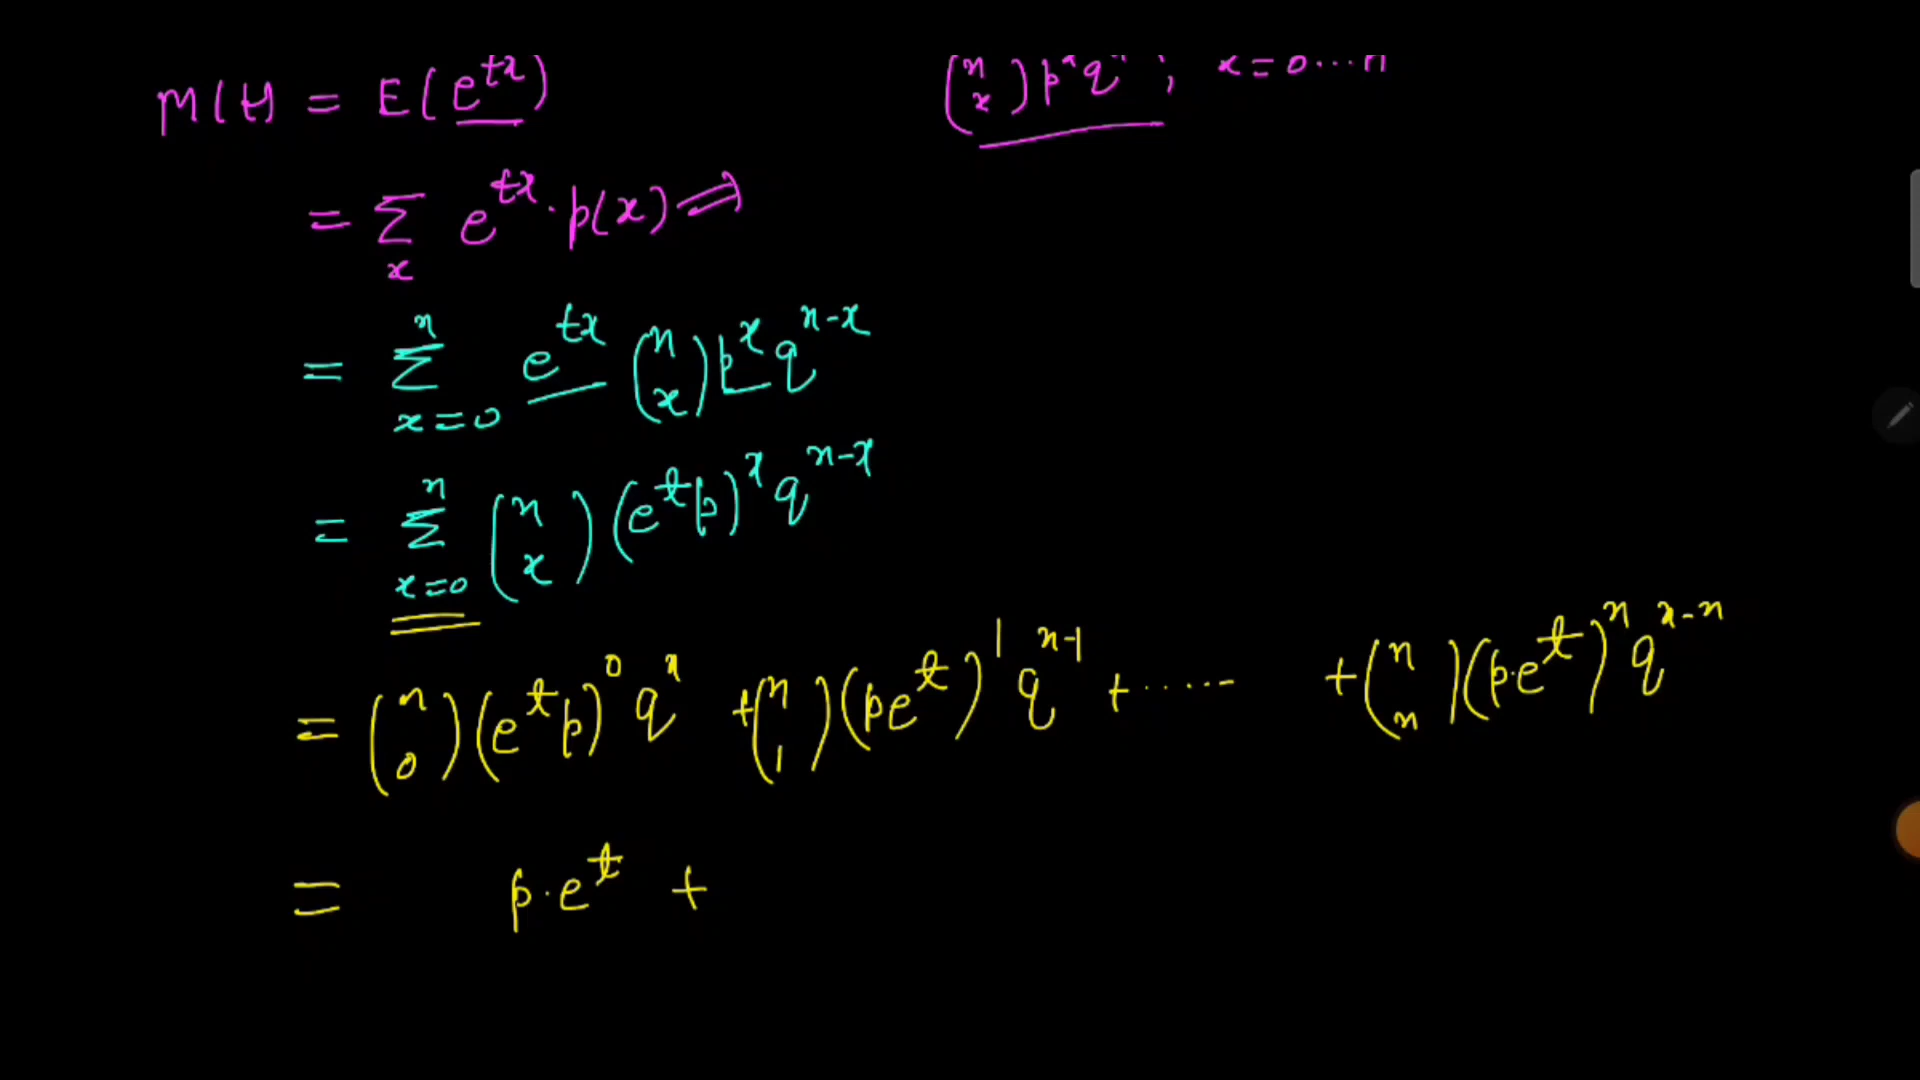 M(t) = E(e^{tx})
(n x) p^x q^{n-x} ; x = 0 ... n
= Σ_x e^{tx} . p(x) ⇒
= Σ_{x=0}^{n} e^{tx} (n x) p^x q^{n-x}
= Σ_{x=0}^{n} (n x) (e^t p)^x q^{n-x}
= (n 0) (e^t p)^0 q^n + (n 1) (pe^t)^1 q^{n-1} + ...... + (n n) (p.e^t)^n q^{n-n}
= p.e^t +